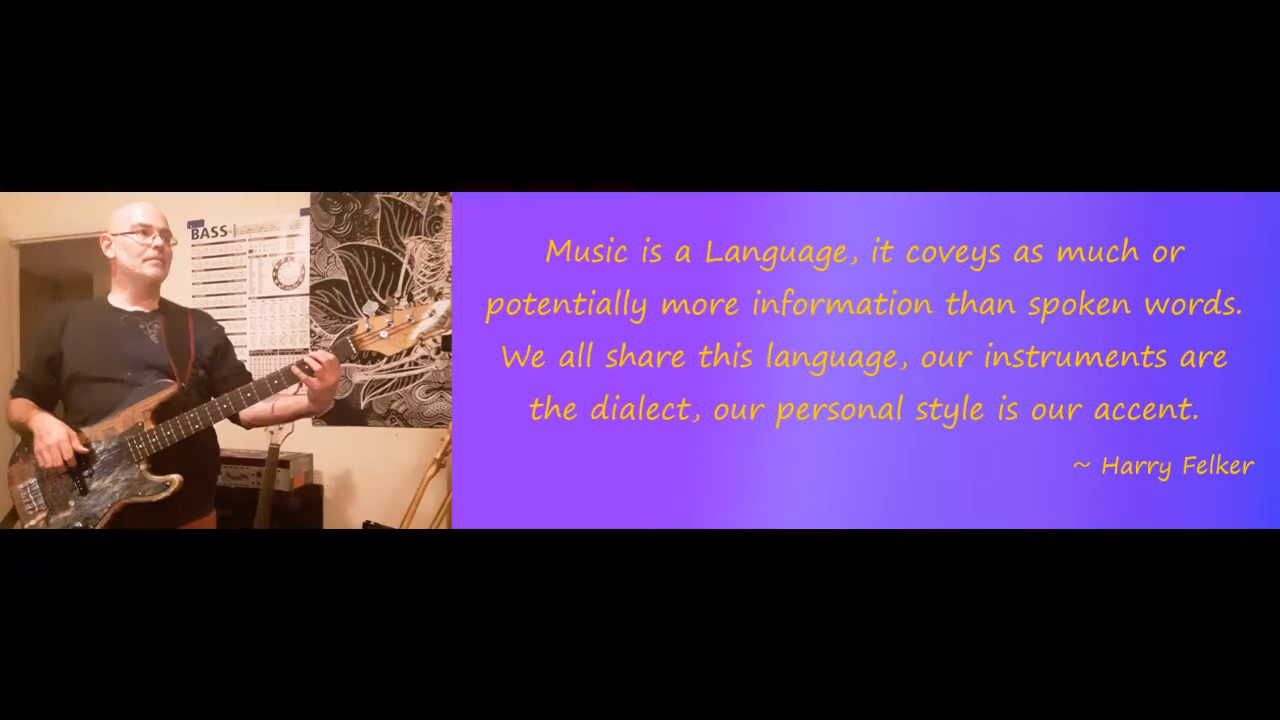 BASS
Music is a Language, it coveys as much or
potentially more information than spoken words.
We all share this language, our instruments are
the dialect, our personal style is our accent.
~ Harry Felker